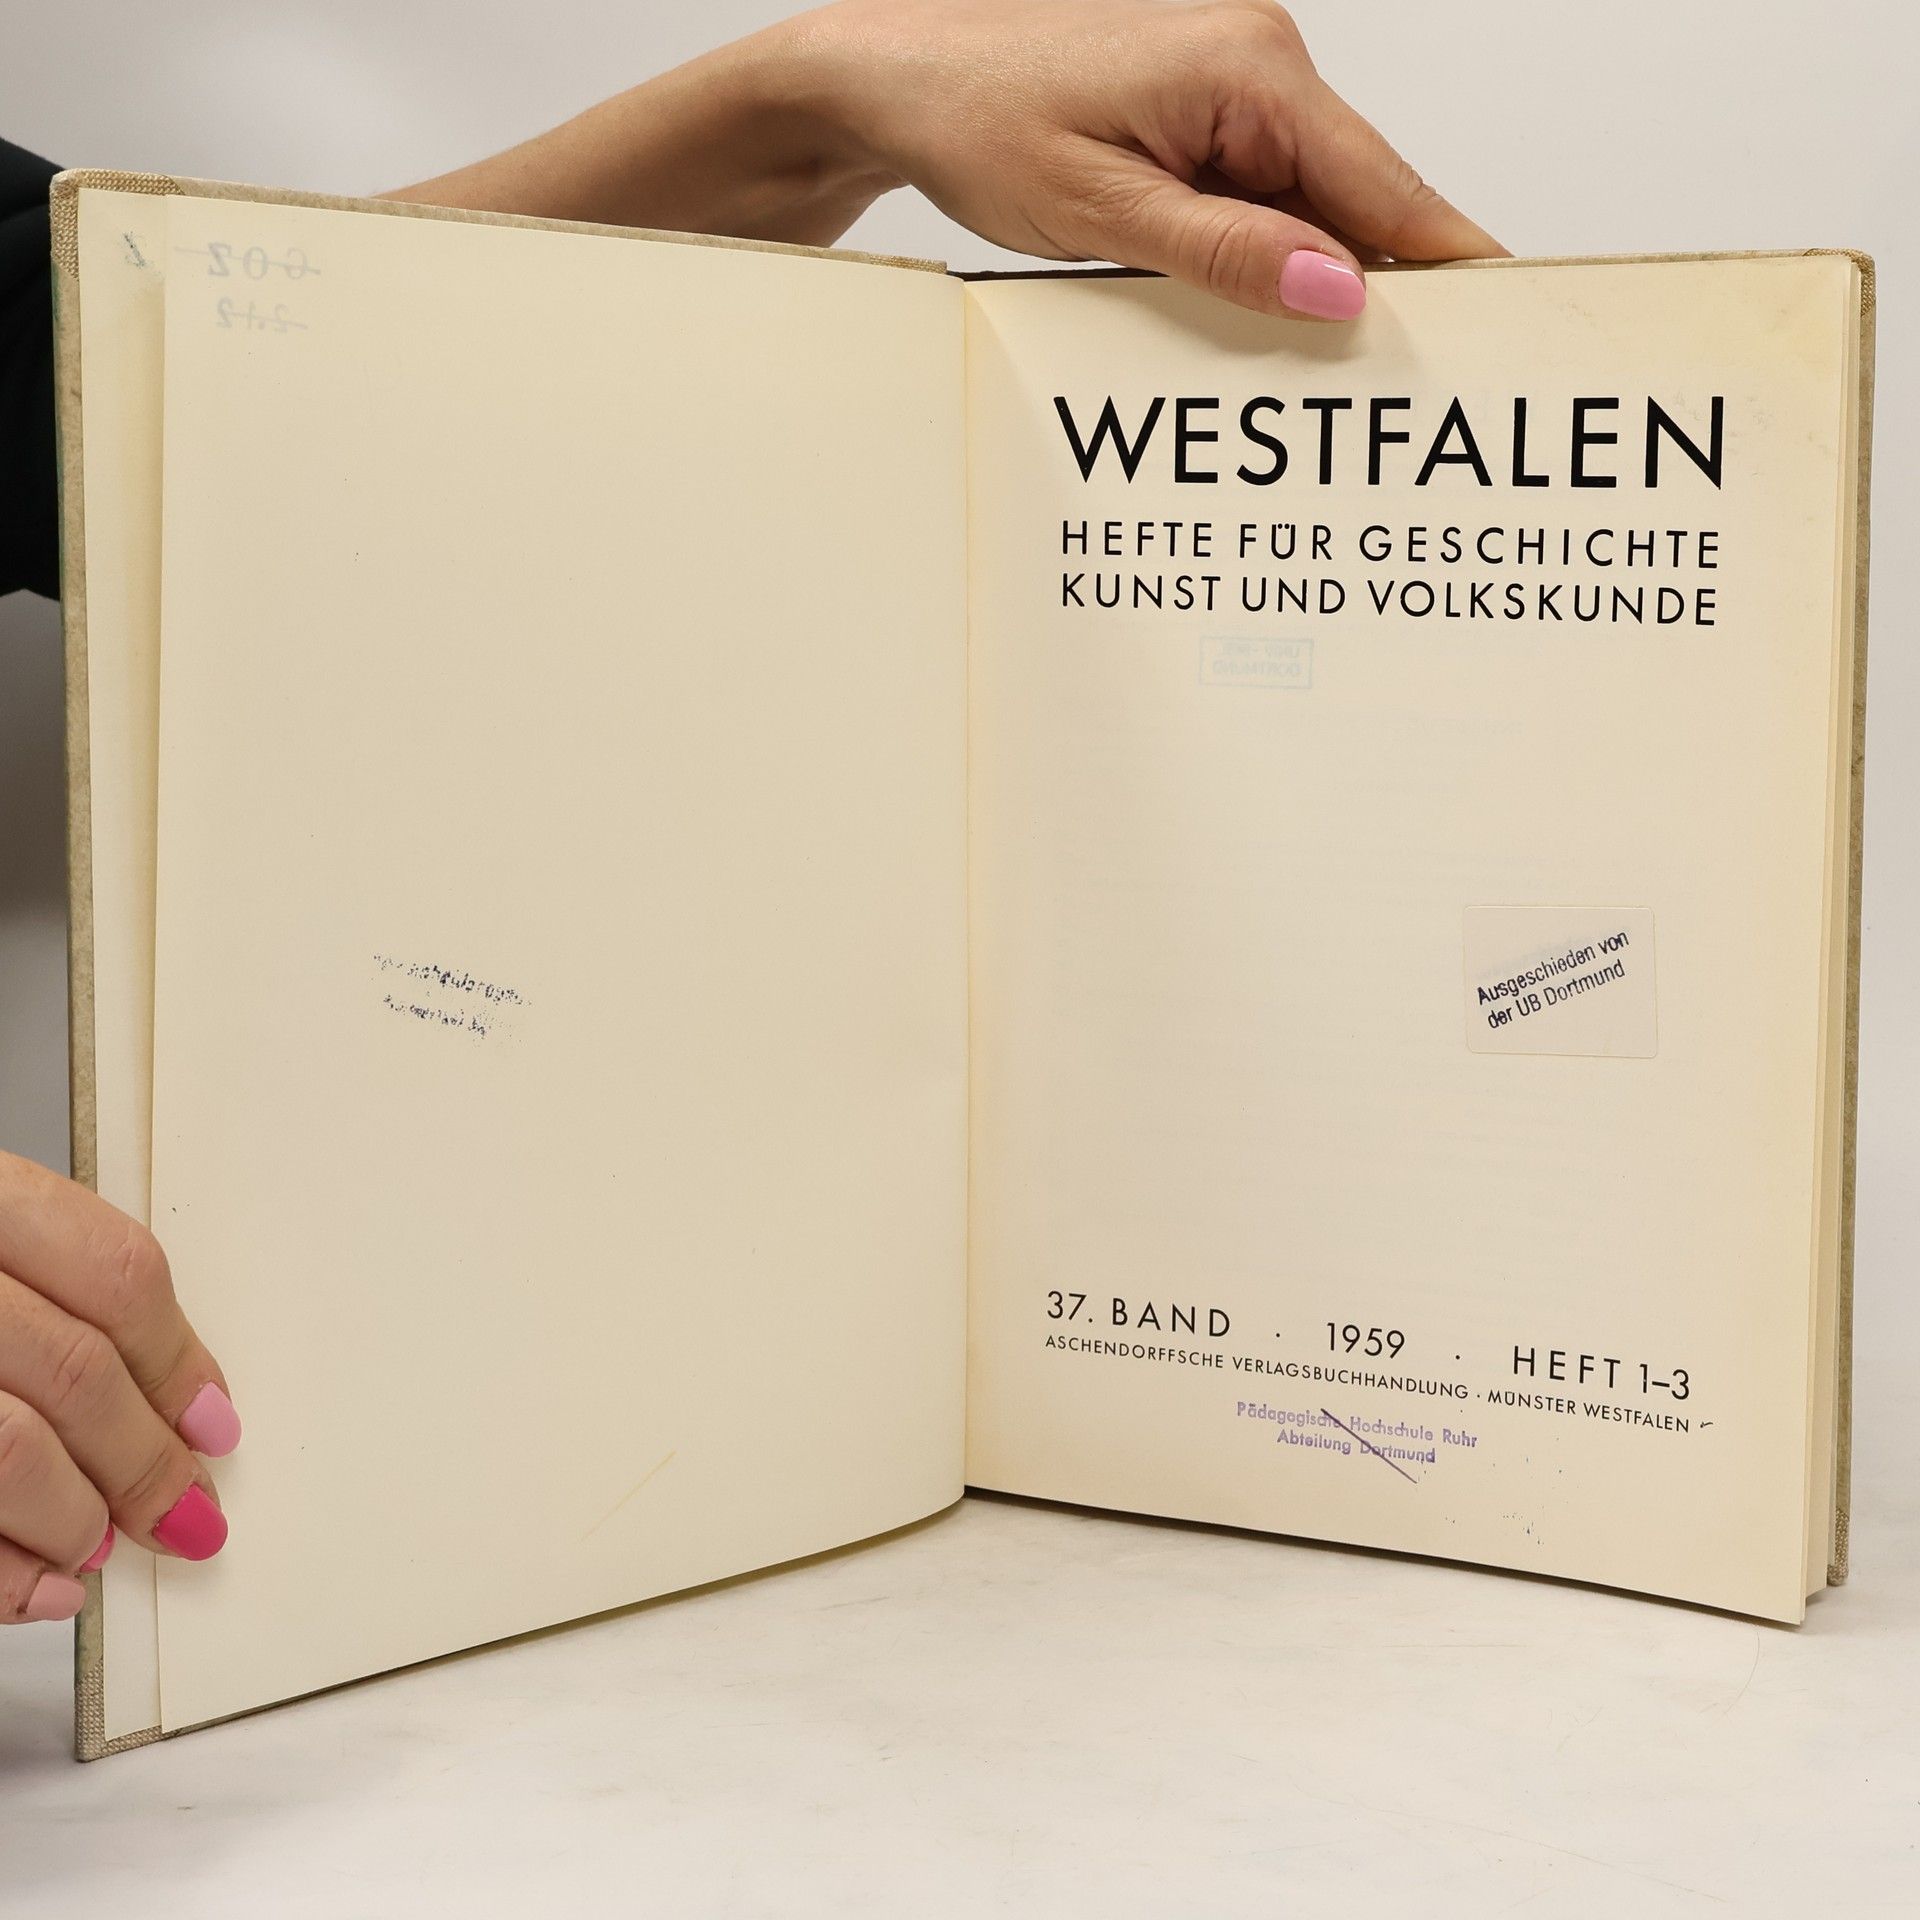 WESTFALEN
HEFTE FÜR GESCHICHTE
KUNST UND VOLKSKUNDE
Ausgeschieden von
der UB Dortmund
37. BAND · 1959 · HEFT 1–3
ASCHENDORFFSCHE VERLAGSBUCHHANDLUNG · MÜNSTER WESTFALEN
Pädagogische Hochschule Ruhr
Abteilung Dortmund